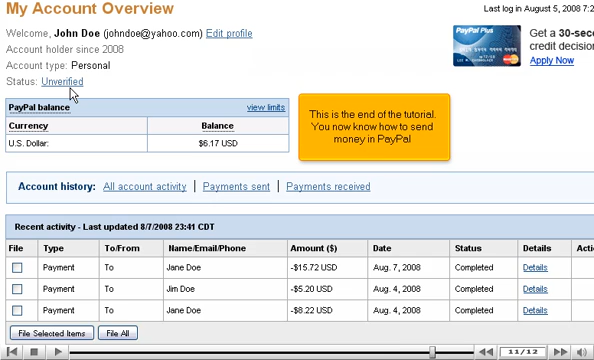 My Account Overview
Last log in August 5, 2008 7:2
Welcome, John Doe (johndoe@yahoo.com) Edit profile
Account holder since 2008
Account type: Personal
Status: Unverified
PayPal Plus
MasterCard
Get a 30-seco
credit decision
Apply Now
PayPal balance view limits
Currency Balance
U.S. Dollar: $6.17 USD
This is the end of the tutorial.
You now know how to send
money in PayPal
Account history: All account activity | Payments sent | Payments received
Recent activity - Last updated 8/7/2008 23:41 CDT
File Type To/From Name/Email/Phone Amount ($) Date Status Details Actio
Payment To Jane Doe -$15.72 USD Aug. 7, 2008 Completed Details
Payment To Jim Doe -$5.20 USD Aug. 4, 2008 Completed Details
Payment To Jane Doe -$8.22 USD Aug. 4, 2008 Completed Details
File Selected Items File All
11/12